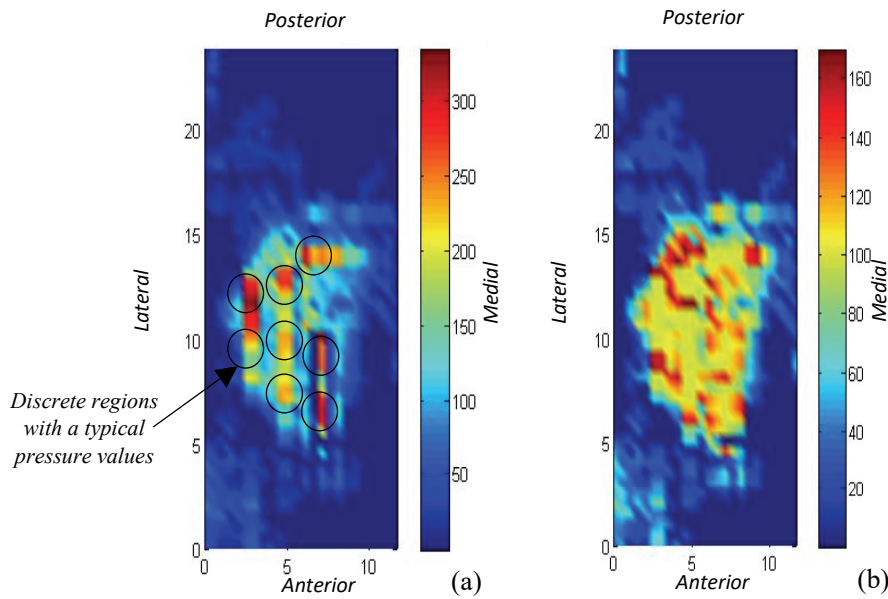 Posterior
Posterior
300
250
200
150
100
50
160
140
120
100
80
60
40
20
20
15
10
5
0
20
15
10
5
0
Lateral
Medial
Lateral
Medial
Discrete regions
with a typical
pressure values
0 5 10
0 5 10
Anterior
(a)
Anterior
(b)